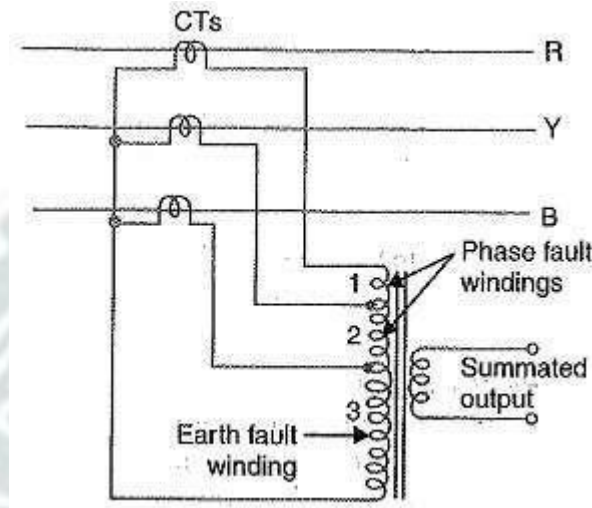 CTs
R
Y
B
Phase fault
windings
1
2
3
Summated
output
Earth fault
winding